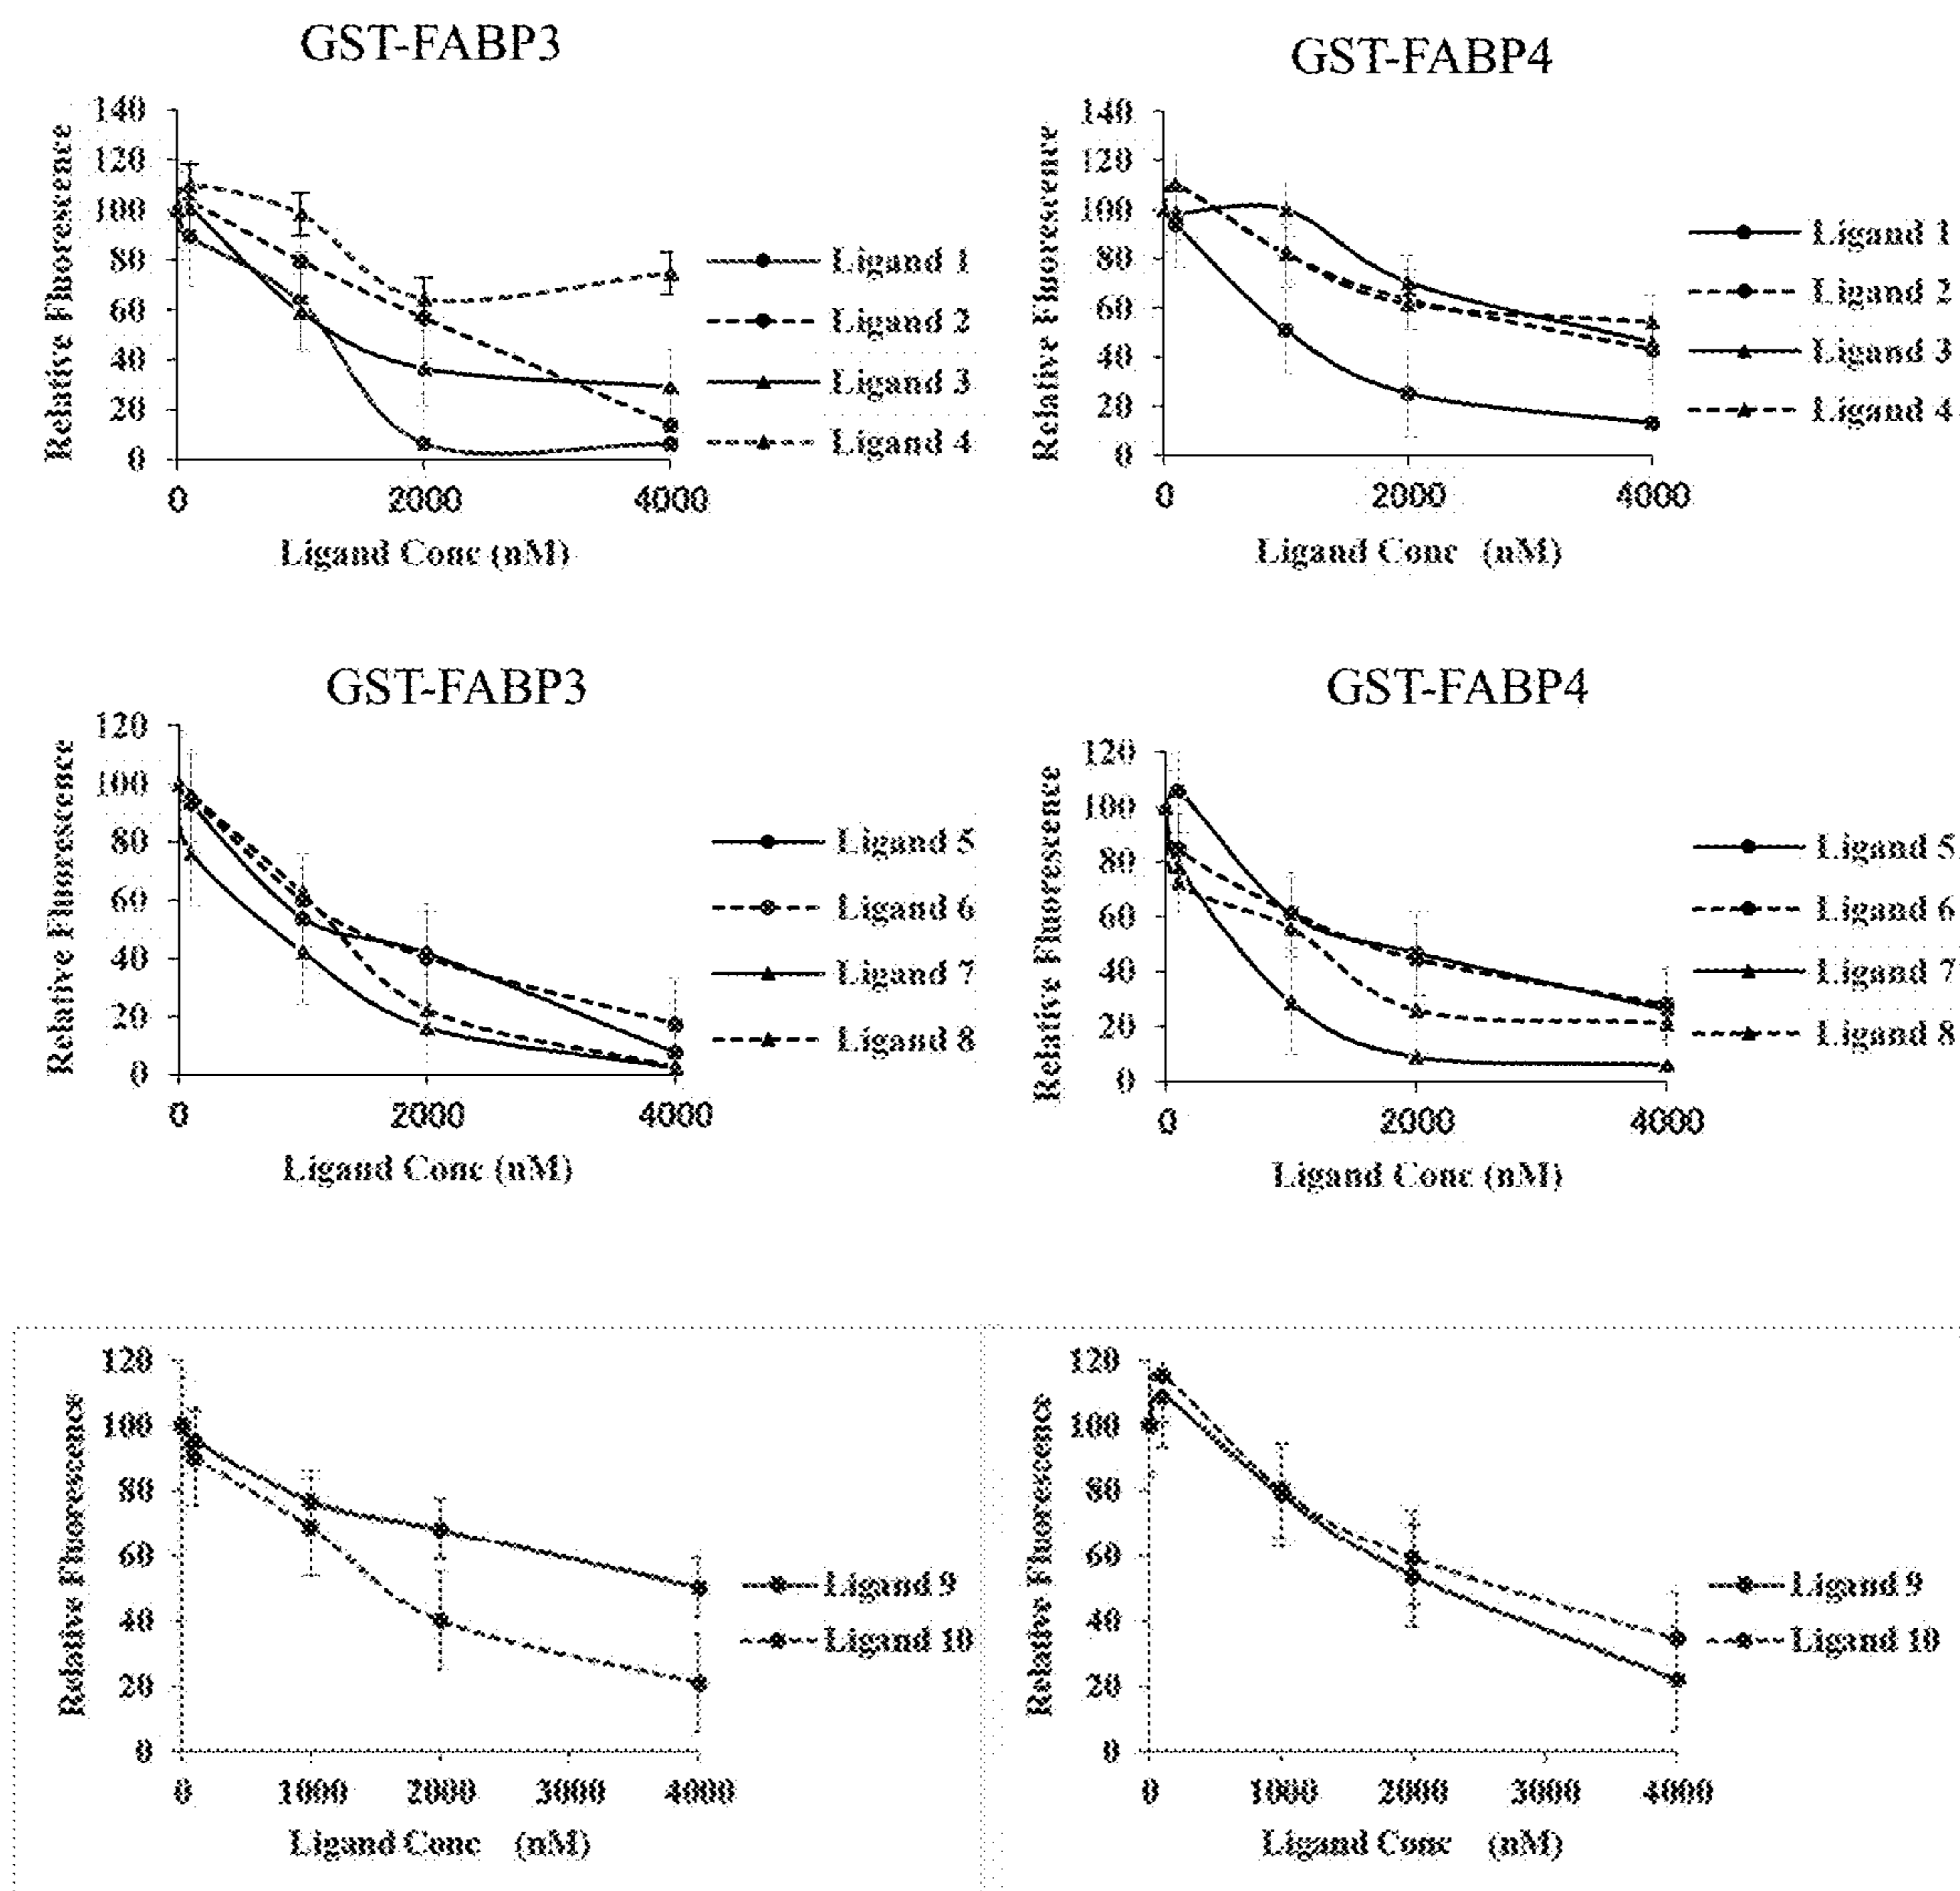 GST-FABP3
Relative Fluorescence
140
120
100
80
60
40
20
0
0 2000 4000
Ligand Conc (nM)
Ligand 1
Ligand 2
Ligand 3
Ligand 4
GST-FABP4
Relative Fluorescence
140
120
100
80
60
40
20
0
0 2000 4000
Ligand Conc (nM)
Ligand 1
Ligand 2
Ligand 3
Ligand 4
GST-FABP3
Relative Fluorescence
120
100
80
60
40
20
0
0 2000 4000
Ligand Conc (nM)
Ligand 5
Ligand 6
Ligand 7
Ligand 8
GST-FABP4
Relative Fluorescence
120
100
80
60
40
20
0
0 2000 4000
Ligand Conc (nM)
Ligand 5
Ligand 6
Ligand 7
Ligand 8
Relative Fluorescence
120
100
80
60
40
20
0
0 1000 2000 3000 4000
Ligand Conc (nM)
Ligand 9
Ligand 10
Relative Fluorescence
120
100
80
60
40
20
0
0 1000 2000 3000 4000
Ligand Conc (nM)
Ligand 9
Ligand 10